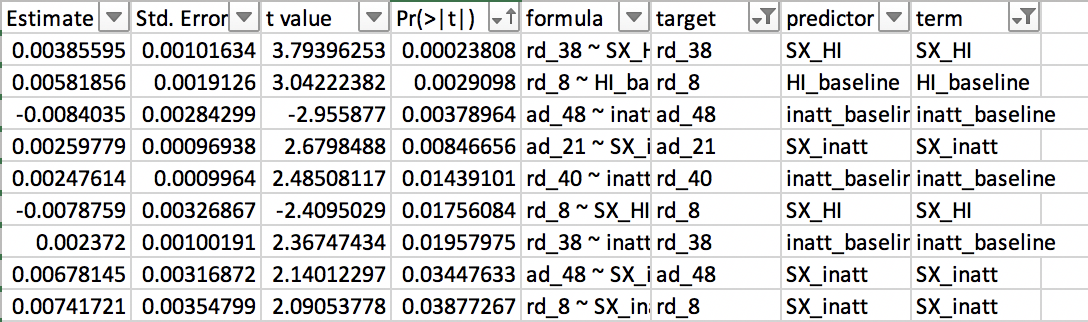 Estimate Std. Error t value Pr(>|t|) formula target predictor term
0.00385595 0.00101634 3.79396253 0.00023808 rd_38 ~ SX_H rd_38 SX_HI SX_HI
0.00581856 0.0019126 3.04222382 0.0029098 rd_8 ~ HI_ba rd_8 HI_baseline HI_baseline
-0.0084035 0.00284299 -2.955877 0.00378964 ad_48 ~ inat ad_48 inatt_baselin inatt_baseline
0.00259779 0.00096938 2.6798488 0.00846656 ad_21 ~ SX_i ad_21 SX_inatt SX_inatt
0.00247614 0.0009964 2.48508117 0.01439101 rd_40 ~ inatt rd_40 inatt_baselin inatt_baseline
-0.0078759 0.00326867 -2.4095029 0.01756084 rd_8 ~ SX_HI rd_8 SX_HI SX_HI
0.002372 0.00100191 2.36747434 0.01957975 rd_38 ~ inatt rd_38 inatt_baselin inatt_baseline
0.00678145 0.00316872 2.14012297 0.03447633 ad_48 ~ SX_i ad_48 SX_inatt SX_inatt
0.00741721 0.00354799 2.09053778 0.03877267 rd_8 ~ SX_in rd_8 SX_inatt SX_inatt